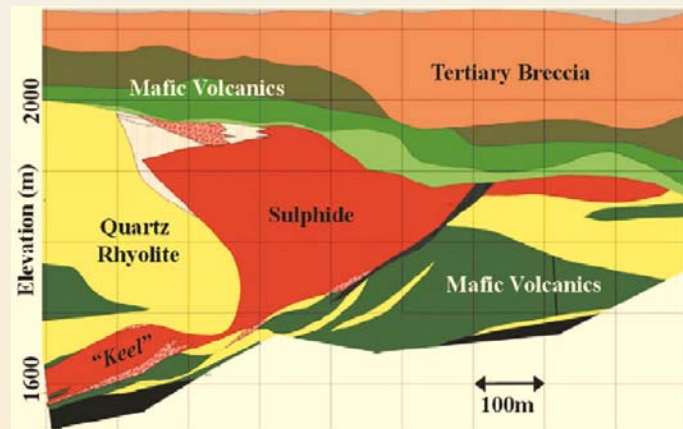 Tertiary Breccia
Mafic Volcanics
2000
Elevation (m)
1600
Sulphide
Quartz
Rhyolite
Mafic Volcanics
"Keel"
100m